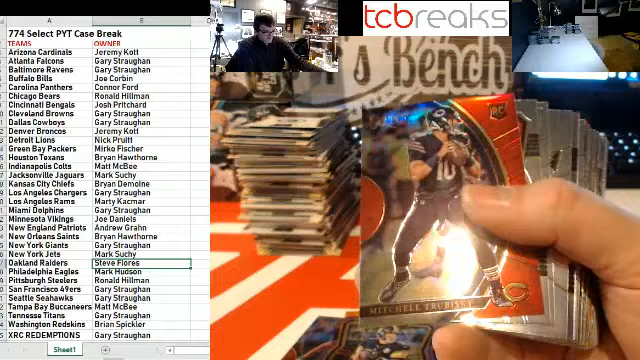 774 Select PYT Case Break
TEAMS OWNER
Arizona Cardinals Jeremy Kott
Atlanta Falcons Gary Straughan
Baltimore Ravens Gary Straughan
Buffalo Bills Joe Corbin
Carolina Panthers Connor Ford
Chicago Bears Ronald Hillman
Cincinnati Bengals Josh Pritchard
Cleveland Browns Gary Straughan
Dallas Cowboys Gary Straughan
Denver Broncos Jeremy Kott
Detroit Lions Nick Pruitt
Green Bay Packers Mirko Fischer
Houston Texans Bryan Hawthorne
Indianapolis Colts Matt McBee
Jacksonville Jaguars Mark Suchy
Kansas City Chiefs Bryan Demoine
Los Angeles Chargers Gary Straughan
Los Angeles Rams Marty Kacmar
Miami Dolphins Gary Straughan
Minnesota Vikings Joe Daniels
New England Patriots Andrew Grahn
New Orleans Saints Bryan Hawthorne
New York Giants Gary Straughan
New York Jets Mark Suchy
Oakland Raiders Steve Flores
Philadelphia Eagles Mark Hudson
Pittsburgh Steelers Ronald Hillman
San Francisco 49ers Gary Straughan
Seattle Seahawks Gary Straughan
Tampa Bay Buccaneers Matt McBee
Tennessee Titans Gary Straughan
Washington Redskins Brian Spickler
XRC REDEMPTIONS Gary Straughan
Sheet1
tcbreaks
Bench
RC
10
MITCHELL TRUBISKY